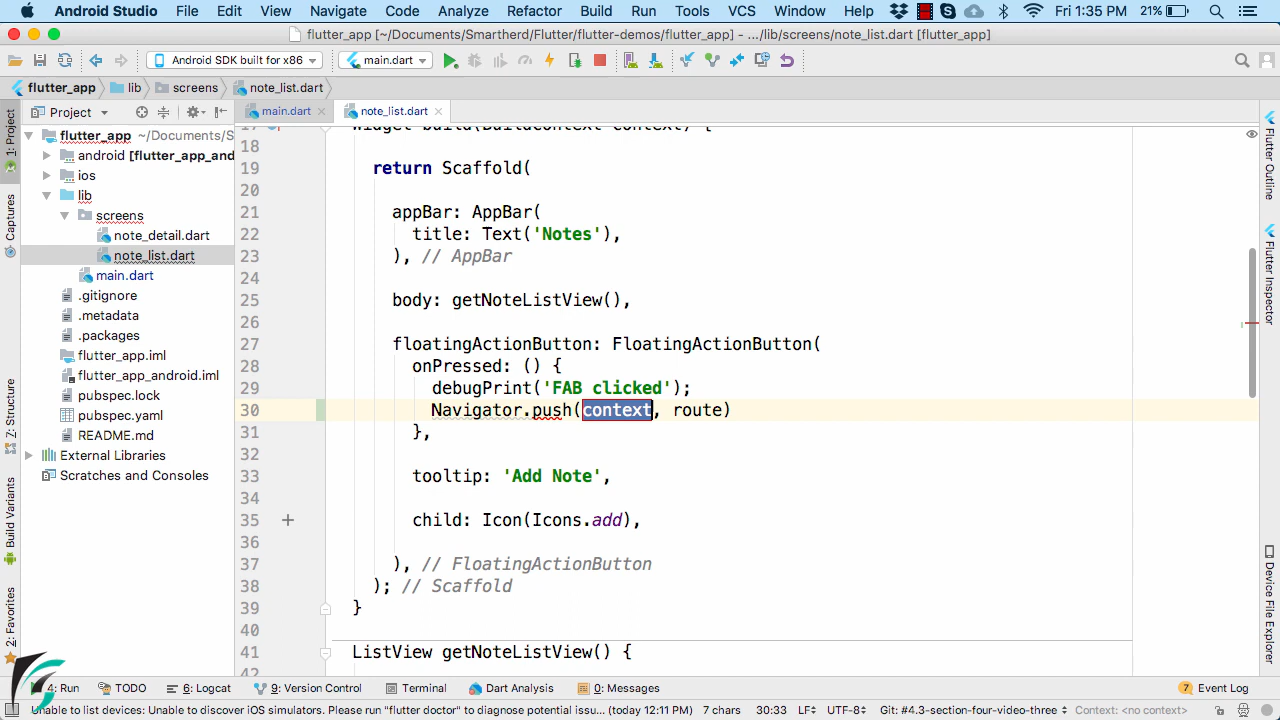 Android Studio File Edit View Navigate Code Analyze Refactor Build Run Tools VCS Window Help Fri 1:35 PM 21%
flutter_app [~/Documents/Smartherd/Flutter/flutter-demos/flutter_app] - .../lib/screens/note_list.dart [flutter_app]
Android SDK built for x86 main.dart
flutter_app lib screens note_list.dart
Project main.dart note_list.dart
1: Project
Captures
7: Structure
Build Variants
2: Favorites
flutter_app ~/Documents/S
android [flutter_app_and
ios
lib
screens
note_detail.dart
note_list.dart
main.dart
.gitignore
.metadata
.packages
flutter_app.iml
flutter_app_android.iml
pubspec.lock
pubspec.yaml
README.md
External Libraries
Scratches and Consoles
17 Widget build(BuildContext context) {
18
19 return Scaffold(
20
21 appBar: AppBar(
22 title: Text('Notes'),
23 ), // AppBar
24
25 body: getNoteListView(),
26
27 floatingActionButton: FloatingActionButton(
28 onPressed: () {
29 debugPrint('FAB clicked');
30 Navigator.push(context, route)
31 },
32
33 tooltip: 'Add Note',
34
35 child: Icon(Icons.add),
36
37 ), // FloatingActionButton
38 ); // Scaffold
39 }
40
41 ListView getNoteListView() {
42
Flutter Outline
Flutter Inspector
Device File Explorer
4: Run TODO 6: Logcat 9: Version Control Terminal Dart Analysis 0: Messages 7 Event Log
Unable to list devices: Unable to discover iOS simulators. Please run "flutter doctor" to diagnose potential issu... (today 12:11 PM) 7 chars 30:33 LF÷ UTF-8÷ Git: #4.3-section-four-video-three Context: <no context>